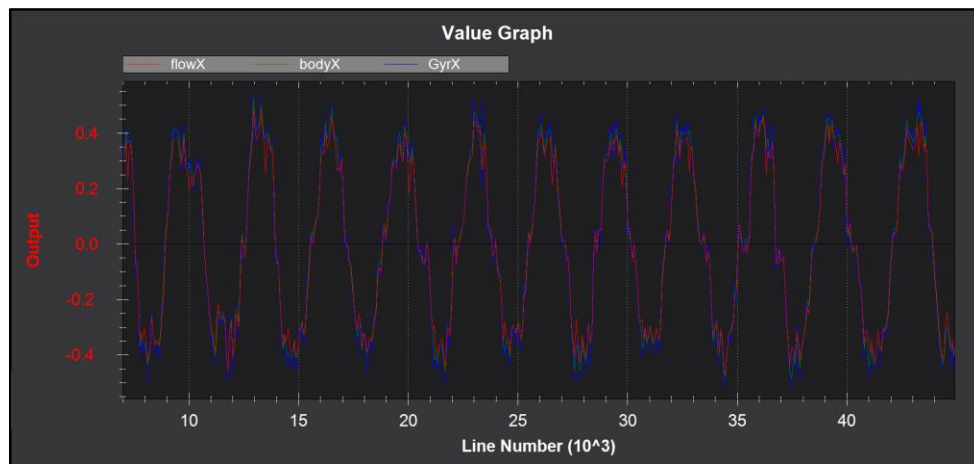 Value Graph
flowX bodyX GyrX
Output
0.4
0.2
0.0
-0.2
-0.4
10 15 20 25 30 35 40
Line Number (10^3)